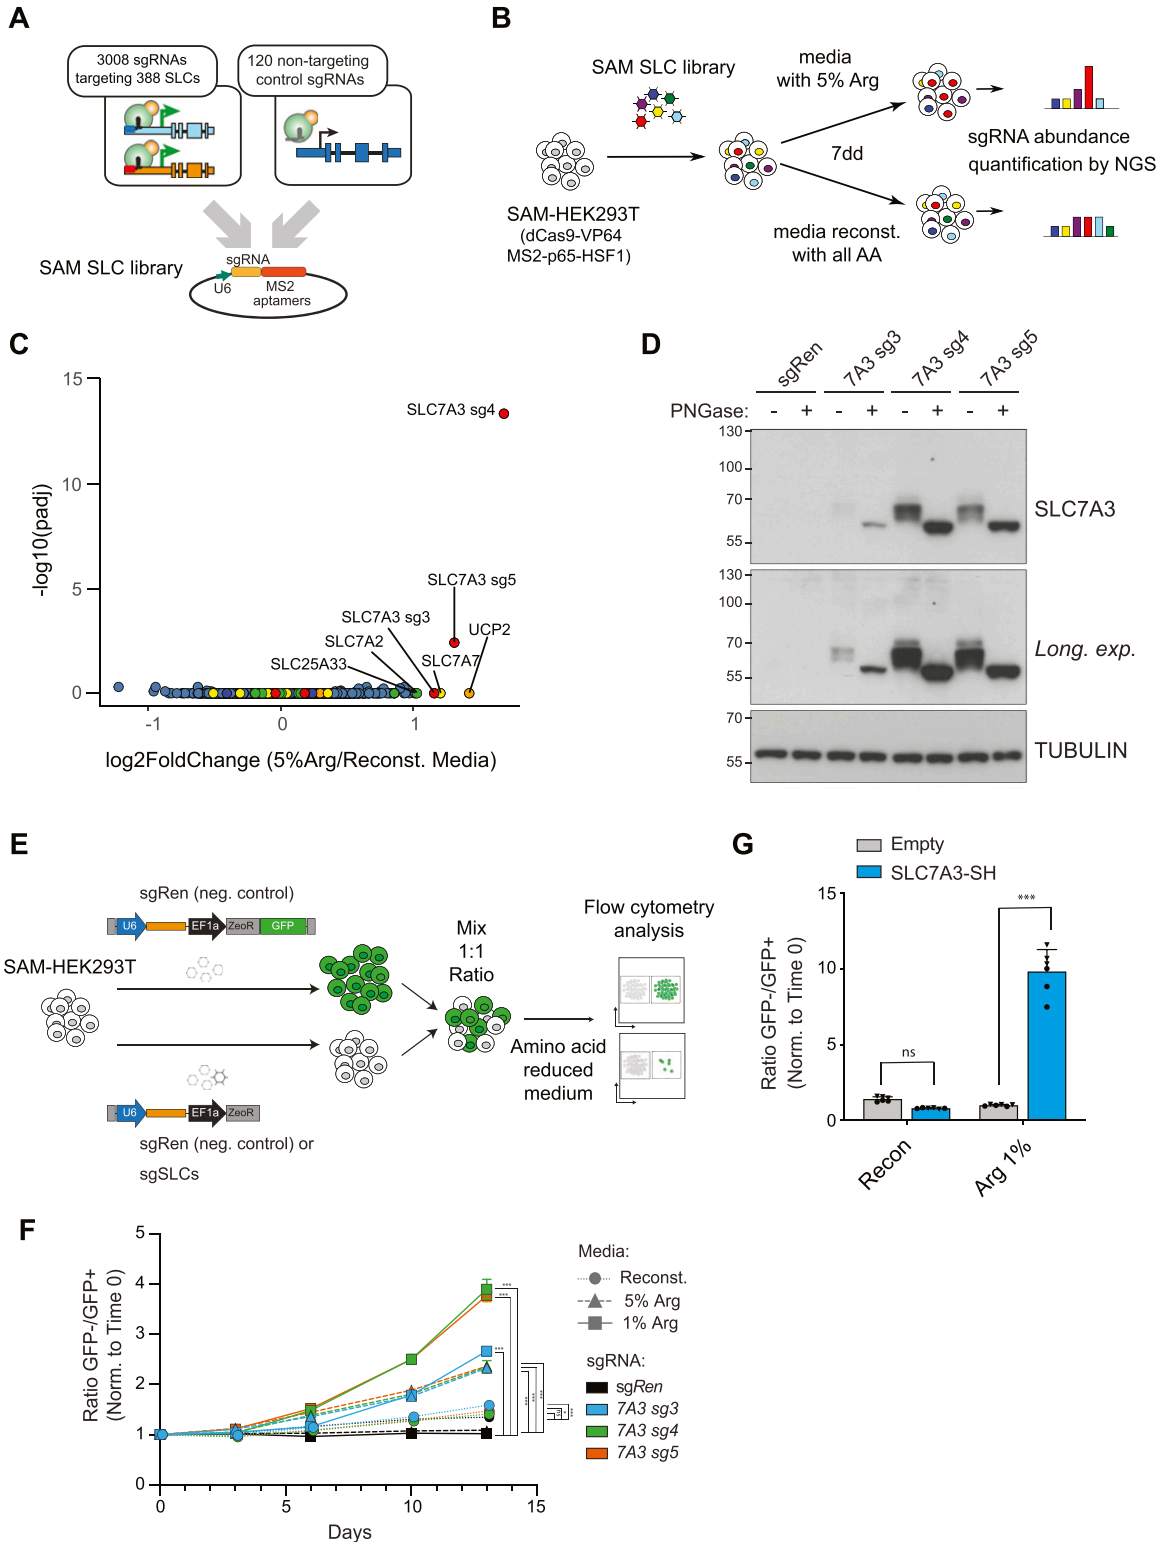 A
3008 sgRNAs
targeting 388 SLCs
120 non-targeting
control sgRNAs
SAM SLC library
sgRNA
U6
MS2
aptamers
B
SAM SLC library
media
with 5% Arg
7dd
SAM-HEK293T
(dCas9-VP64
MS2-p65-HSF1)
media reconst.
with all AA
sgRNA abundance
quantification by NGS
C
15
10
5
0
-log10(padj)
SLC7A3 sg4
SLC7A3 sg5
SLC7A3 sg3
UCP2
SLC7A2
SLC7A7
SLC25A33
-1
0
1
log2FoldChange (5%Arg/Reconst. Media)
D
sgRen
7A3 sg3
7A3 sg4
7A3 sg5
PNGase:
- + - + - + - +
130
100
70
55
SLC7A3
130
100
70
55
Long. exp.
70
55
TUBULIN
E
sgRen (neg. control)
U6
EF1a
ZeoR
GFP
SAM-HEK293T
U6
EF1a
ZeoR
sgRen (neg. control) or
sgSLCs
Mix
1:1
Ratio
Amino acid
reduced
medium
Flow cytometry
analysis
G
Empty
SLC7A3-SH
15
10
5
0
Ratio GFP-/GFP+
(Norm. to Time 0)
ns
***
Recon
Arg 1%
F
5
4
3
2
1
0
Ratio GFP-/GFP+
(Norm. to Time 0)
0
5
10
15
Days
***
***
***
***
***
***
Media:
Reconst.
5% Arg
1% Arg
sgRNA:
sgRen
7A3 sg3
7A3 sg4
7A3 sg5